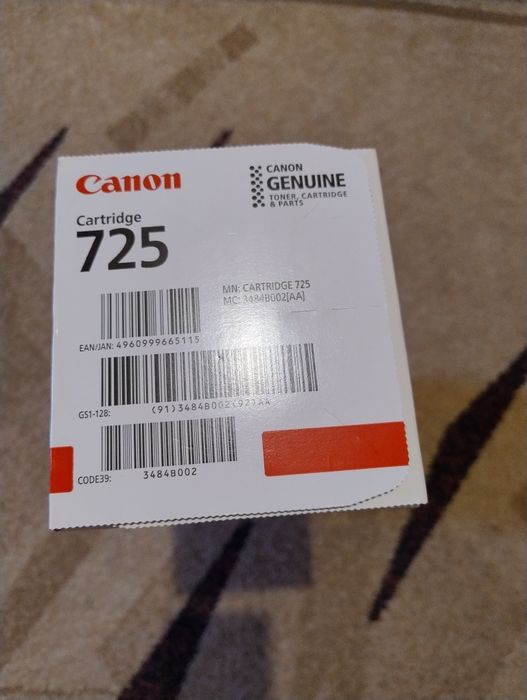 Canon
CANON
GENUINE
TONER, CARTRIDGE
& PARTS
Cartridge
725
MN: CARTRIDGE 725
MC: 3484B002[AA]
EAN/JAN: 4960999665115
GS1-128: (91)3484B002(92)AA
CODE39: 3484B002